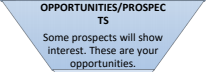 OPPORTUNITIES/PROSPEC
TS
Some prospects will show
interest. These are your
opportunities.